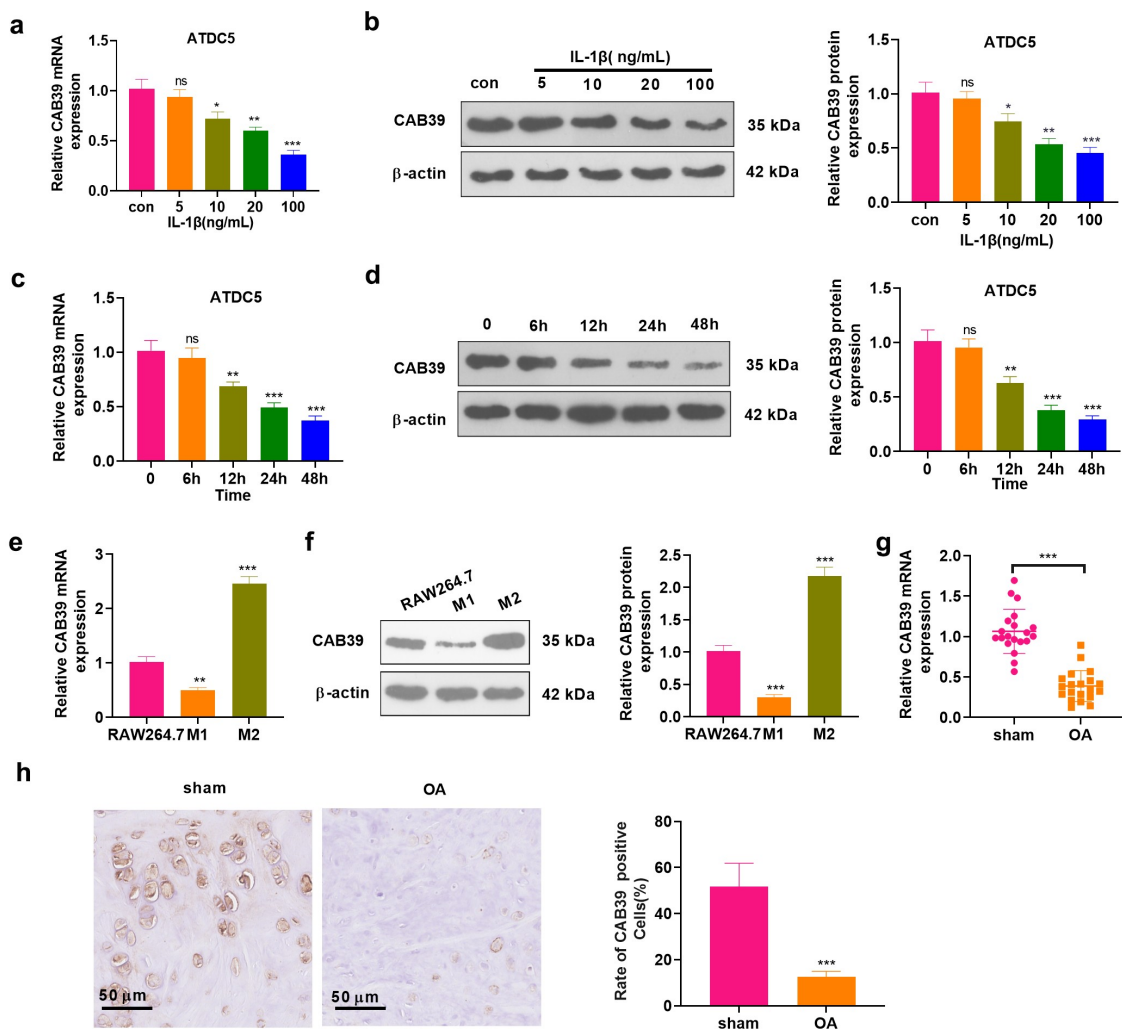 a
ATDC5
Relative CAB39 mRNA
expression
1.5
1.0
0.5
0.0
ns
*
**
***
con
5
10
20
100
IL-1β(ng/mL)
b
IL-1β( ng/mL)
con
5
10
20
100
CAB39
35 kDa
β-actin
42 kDa
ATDC5
Relative CAB39 protein
expression
1.5
1.0
0.5
0.0
ns
*
**
***
con
5
10
20
100
IL-1β(ng/mL)
c
ATDC5
Relative CAB39 mRNA
expression
1.5
1.0
0.5
0.0
ns
**
***
***
0
6h
12h
24h
48h
Time
d
0
6h
12h
24h
48h
CAB39
35 kDa
β-actin
42 kDa
ATDC5
Relative CAB39 protein
expression
1.5
1.0
0.5
0.0
ns
**
***
***
0
6h
12h
24h
48h
Time
e
Relative CAB39 mRNA
expression
3
2
1
0
**
***
RAW264.7
M1
M2
f
RAW264.7
M1
M2
CAB39
35 kDa
β-actin
42 kDa
Relative CAB39 protein
expression
2.5
2.0
1.5
1.0
0.5
0.0
***
***
RAW264.7
M1
M2
g
Relative CAB39 mRNA
expression
2.0
1.5
1.0
0.5
0.0
***
sham
OA
h
sham
OA
50 μm
50 μm
Rate of CAB39 positive
Cells(%)
80
60
40
20
0
***
sham
OA